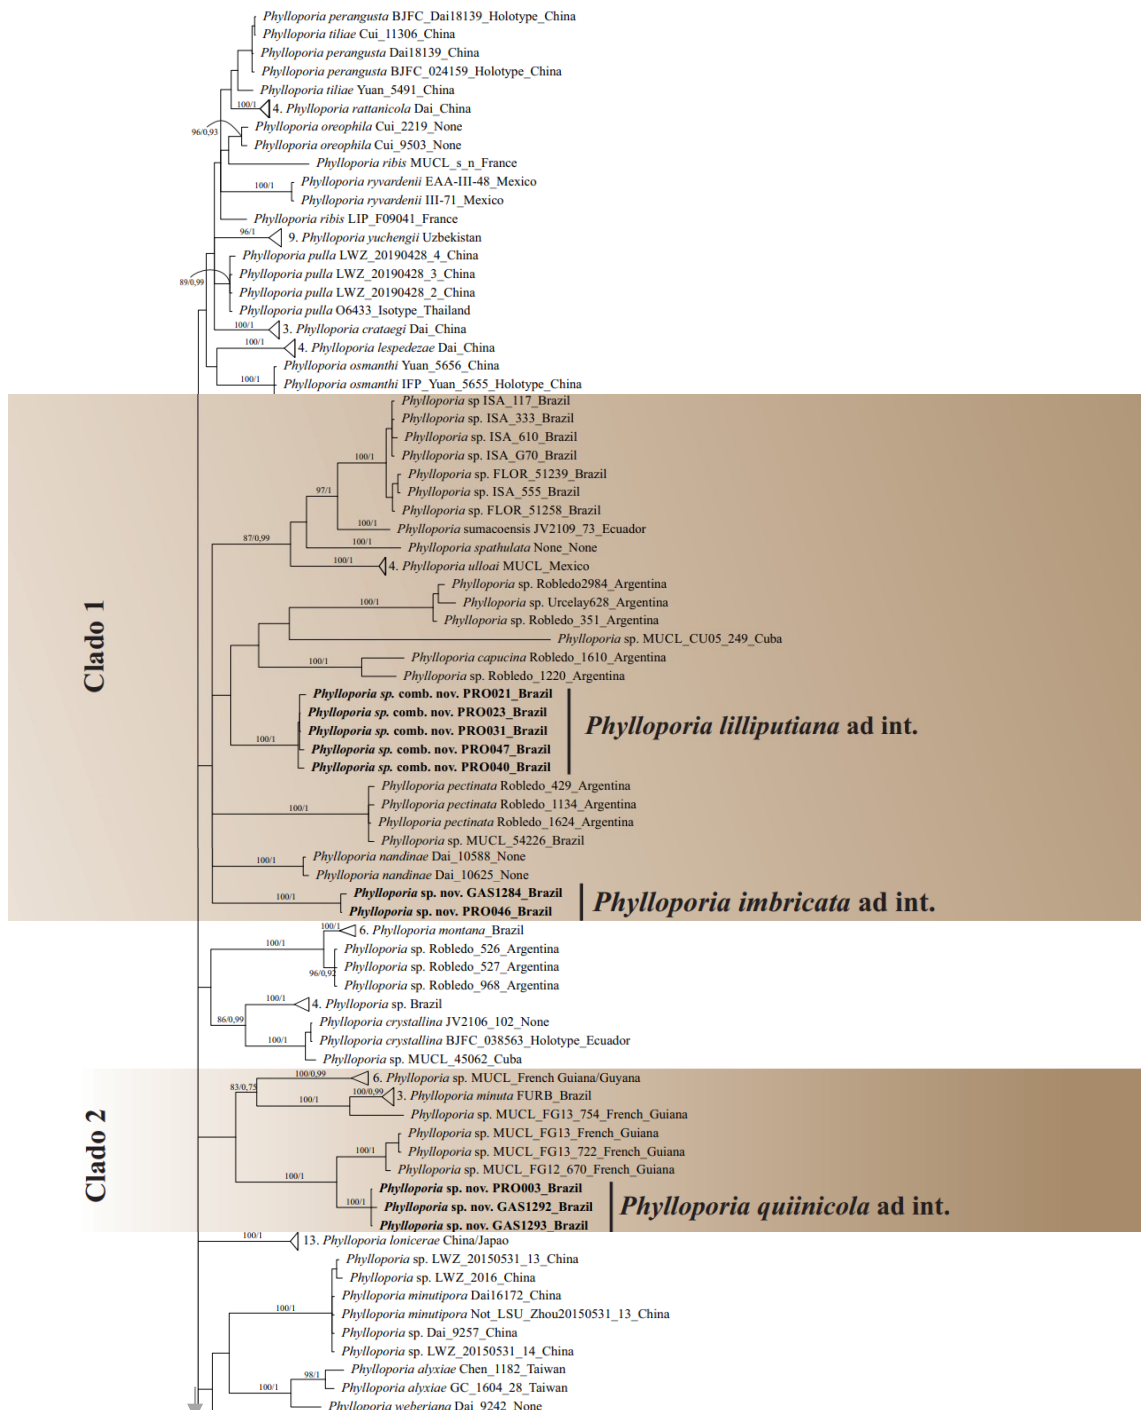 Phylloporia perangusta BJFC_Dai18139_Holotype_China
Phylloporia tiliae Cui_11306_China
Phylloporia perangusta Dai18139_China
Phylloporia perangusta BJFC_024159_Holotype_China
Phylloporia tiliae Yuan_5491_China
100/1 4. Phylloporia rattanicola Dai_China
96/0,93 Phylloporia oreophila Cui_2219_None
Phylloporia oreophila Cui_9503_None
Phylloporia ribis MUCL_s_n_France
100/1 Phylloporia ryvardenii EAA-III-48_Mexico
Phylloporia ryvardenii III-71_Mexico
Phylloporia ribis LIP_F09041_France
96/1 9. Phylloporia yuchengii Uzbekistan
Phylloporia pulla LWZ_20190428_4_China
89/0,99 Phylloporia pulla LWZ_20190428_3_China
Phylloporia pulla LWZ_20190428_2_China
Phylloporia pulla O6433_Isotype_Thailand
100/1 3. Phylloporia crataegi Dai_China
4. Phylloporia lespedezae Dai_China
100/1
Phylloporia osmanthi Yuan_5656_China
100/1 Phylloporia osmanthi IFP_Yuan_5655_Holotype_China
Clado 1
Phylloporia sp ISA_117_Brazil
Phylloporia sp. ISA_333_Brazil
Phylloporia sp. ISA_610_Brazil
100/1 Phylloporia sp. ISA_G70_Brazil
Phylloporia sp. FLOR_51239_Brazil
97/1 Phylloporia sp. ISA_555_Brazil
Phylloporia sp. FLOR_51258_Brazil
100/1 Phylloporia sumacoensis JV2109_73_Ecuador
87/0,99 100/1 Phylloporia spathulata None_None
100/1 4. Phylloporia ulloai MUCL_Mexico
Phylloporia sp. Robledo2984_Argentina
100/1 Phylloporia sp. Urcelay628_Argentina
Phylloporia sp. Robledo_351_Argentina
Phylloporia sp. MUCL_CU05_249_Cuba
100/1 Phylloporia capucina Robledo_1610_Argentina
Phylloporia sp. Robledo_1220_Argentina
Phylloporia sp. comb. nov. PRO021_Brazil
Phylloporia sp. comb. nov. PRO023_Brazil
Phylloporia sp. comb. nov. PRO031_Brazil
100/1 Phylloporia sp. comb. nov. PRO047_Brazil
Phylloporia sp. comb. nov. PRO040_Brazil
Phylloporia lilliputiana ad int.
Phylloporia pectinata Robledo_429_Argentina
Phylloporia pectinata Robledo_1134_Argentina
100/1 Phylloporia pectinata Robledo_1624_Argentina
Phylloporia sp. MUCL_54226_Brazil
100/1 Phylloporia nandinae Dai_10588_None
Phylloporia nandinae Dai_10625_None
100/1 Phylloporia sp. nov. GAS1284_Brazil
Phylloporia sp. nov. PRO046_Brazil
Phylloporia imbricata ad int.
100/1 6. Phylloporia montana_Brazil
100/1 Phylloporia sp. Robledo_526_Argentina
Phylloporia sp. Robledo_527_Argentina
96/0,92 Phylloporia sp. Robledo_968_Argentina
100/1 4. Phylloporia sp. Brazil
86/0,99 Phylloporia crystallina JV2106_102_None
100/1 Phylloporia crystallina BJFC_038563_Holotype_Ecuador
Phylloporia sp. MUCL_45062_Cuba
Clado 2
100/0,99 6. Phylloporia sp. MUCL_French Guiana/Guyana
83/0,75 100/0,99 3. Phylloporia minuta FURB_Brazil
100/1 Phylloporia sp. MUCL_FG13_754_French_Guiana
Phylloporia sp. MUCL_FG13_French_Guiana
100/1 Phylloporia sp. MUCL_FG13_722_French_Guiana
100/1 Phylloporia sp. MUCL_FG12_670_French_Guiana
Phylloporia sp. nov. PRO003_Brazil
100/1 Phylloporia sp. nov. GAS1292_Brazil
Phylloporia sp. nov. GAS1293_Brazil
Phylloporia quiinicola ad int.
100/1 13. Phylloporia lonicerae China/Japao
Phylloporia sp. LWZ_20150531_13_China
Phylloporia sp. LWZ_2016_China
Phylloporia minutipora Dai16172_China
100/1 Phylloporia minutipora Not_LSU_Zhou20150531_13_China
Phylloporia sp. Dai_9257_China
Phylloporia sp. LWZ_20150531_14_China
Phylloporia alyxiae Chen_1182_Taiwan
98/1
100/1 Phylloporia alyxiae GC_1604_28_Taiwan
Phylloporia weberiana Dai_9242_None